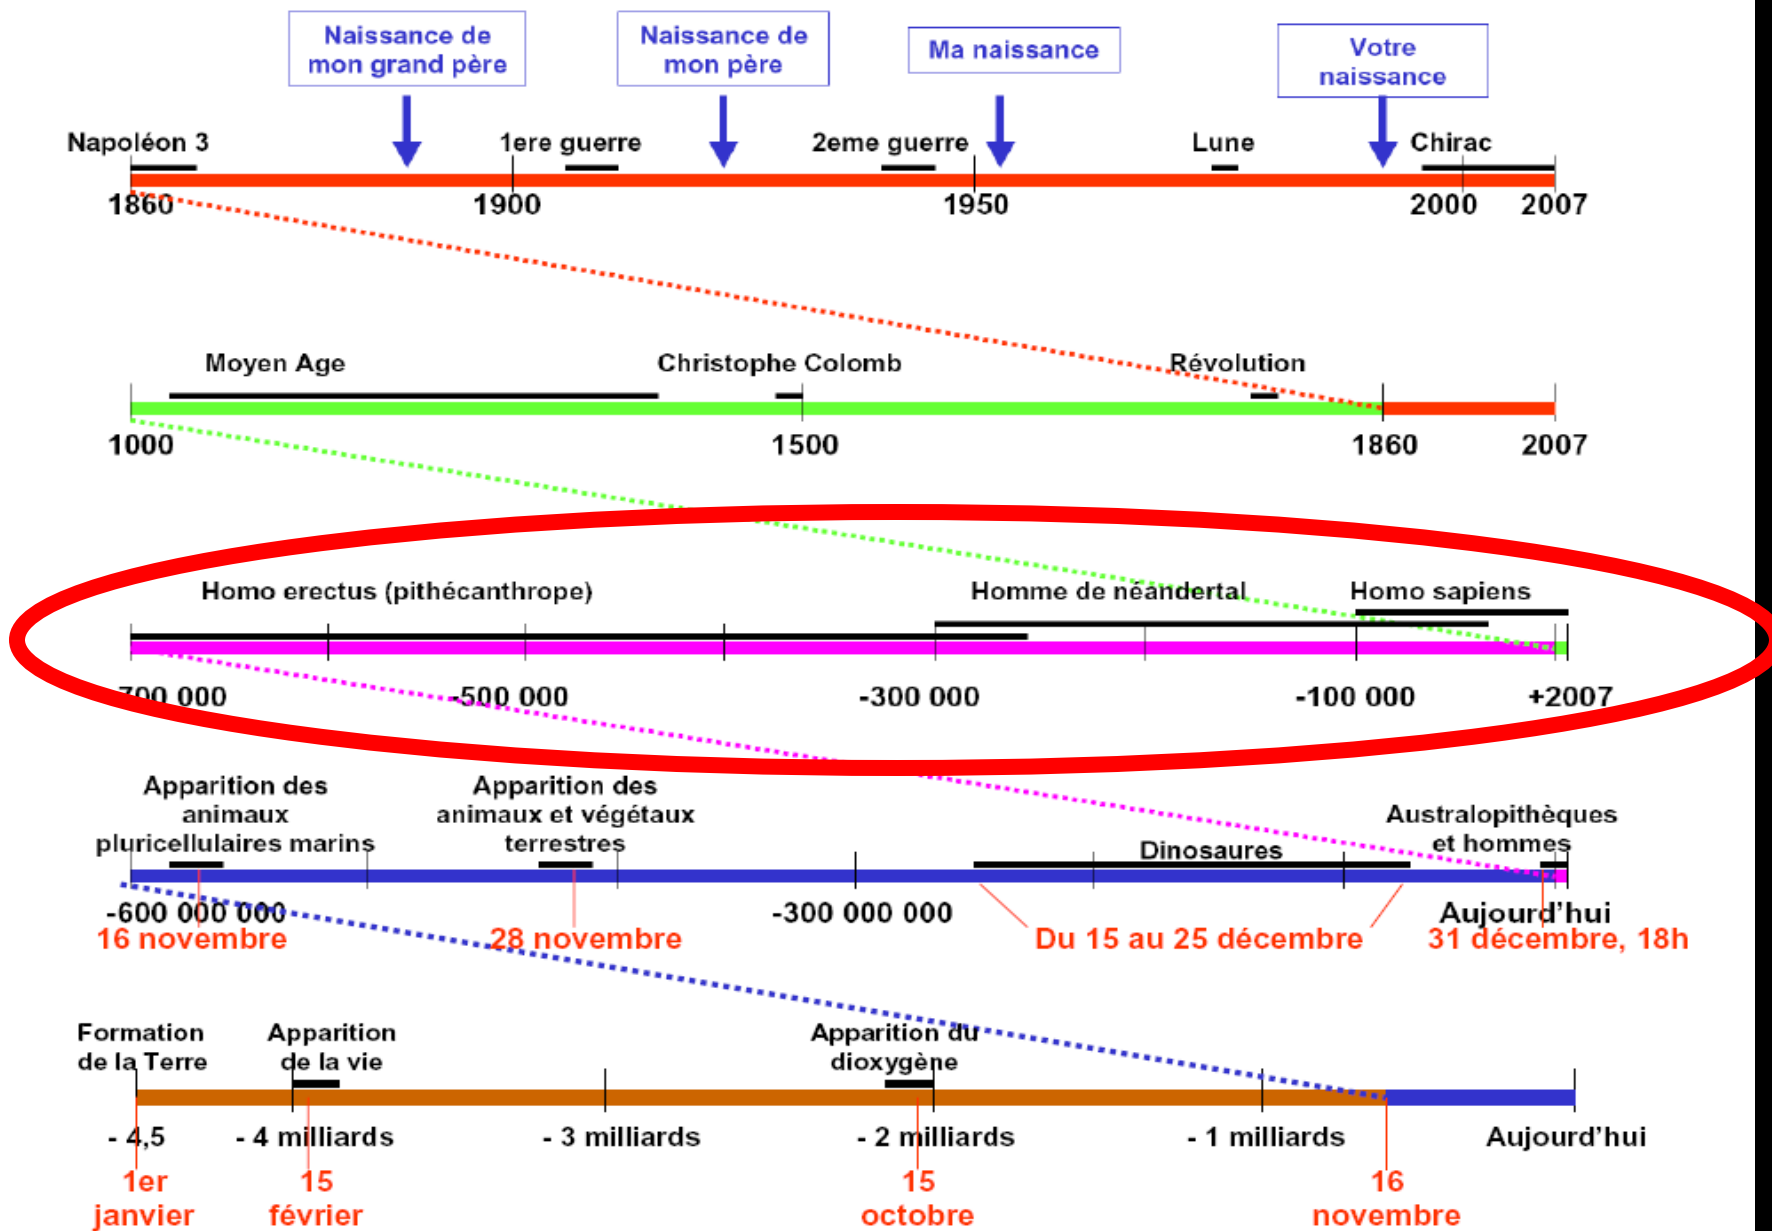 Naissance de
mon grand père
Naissance de
mon père
Ma naissance
Votre
naissance
Napoléon 3
1ere guerre
2eme guerre
Lune
Chirac
1860
1900
1950
2000
2007
Moyen Age
Christophe Colomb
Révolution
1000
1500
1860
2007
Homo erectus (pithécanthrope)
Homme de néandertal
Homo sapiens
700 000
-500 000
-300 000
-100 000
+2007
Apparition des
animaux
pluricellulaires marins
Apparition des
animaux et végétaux
terrestres
Dinosaures
Australopithèques
et hommes
-600 000 000
-300 000 000
Aujourd'hui
16 novembre
28 novembre
Du 15 au 25 décembre
31 décembre, 18h
Formation
de la Terre
Apparition
de la vie
Apparition du
dioxygène
- 4,5
- 4 milliards
- 3 milliards
- 2 milliards
- 1 milliards
Aujourd'hui
1er
janvier
15
février
15
octobre
16
novembre